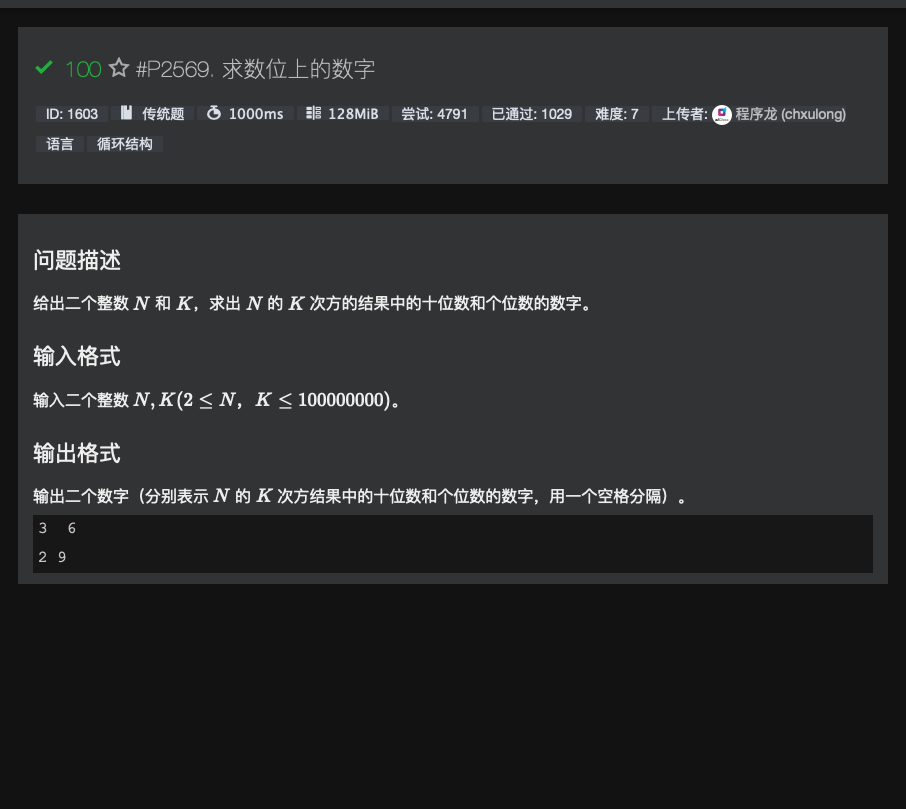 100 #P2569. 求数位上的数字
ID: 1603 传统题 1000ms 128MiB 尝试: 4791 已通过: 1029 难度: 7 上传者: 程序龙 (chxulong)
语言 循环结构
问题描述
给出二个整数 N 和 K，求出 N 的 K 次方的结果中的十位数和个位数的数字。
输入格式
输入二个整数 N, K(2 ≤ N，K ≤ 100000000)。
输出格式
输出二个数字（分别表示 N 的 K 次方结果中的十位数和个位数的数字，用一个空格分隔）。
3  6
2 9